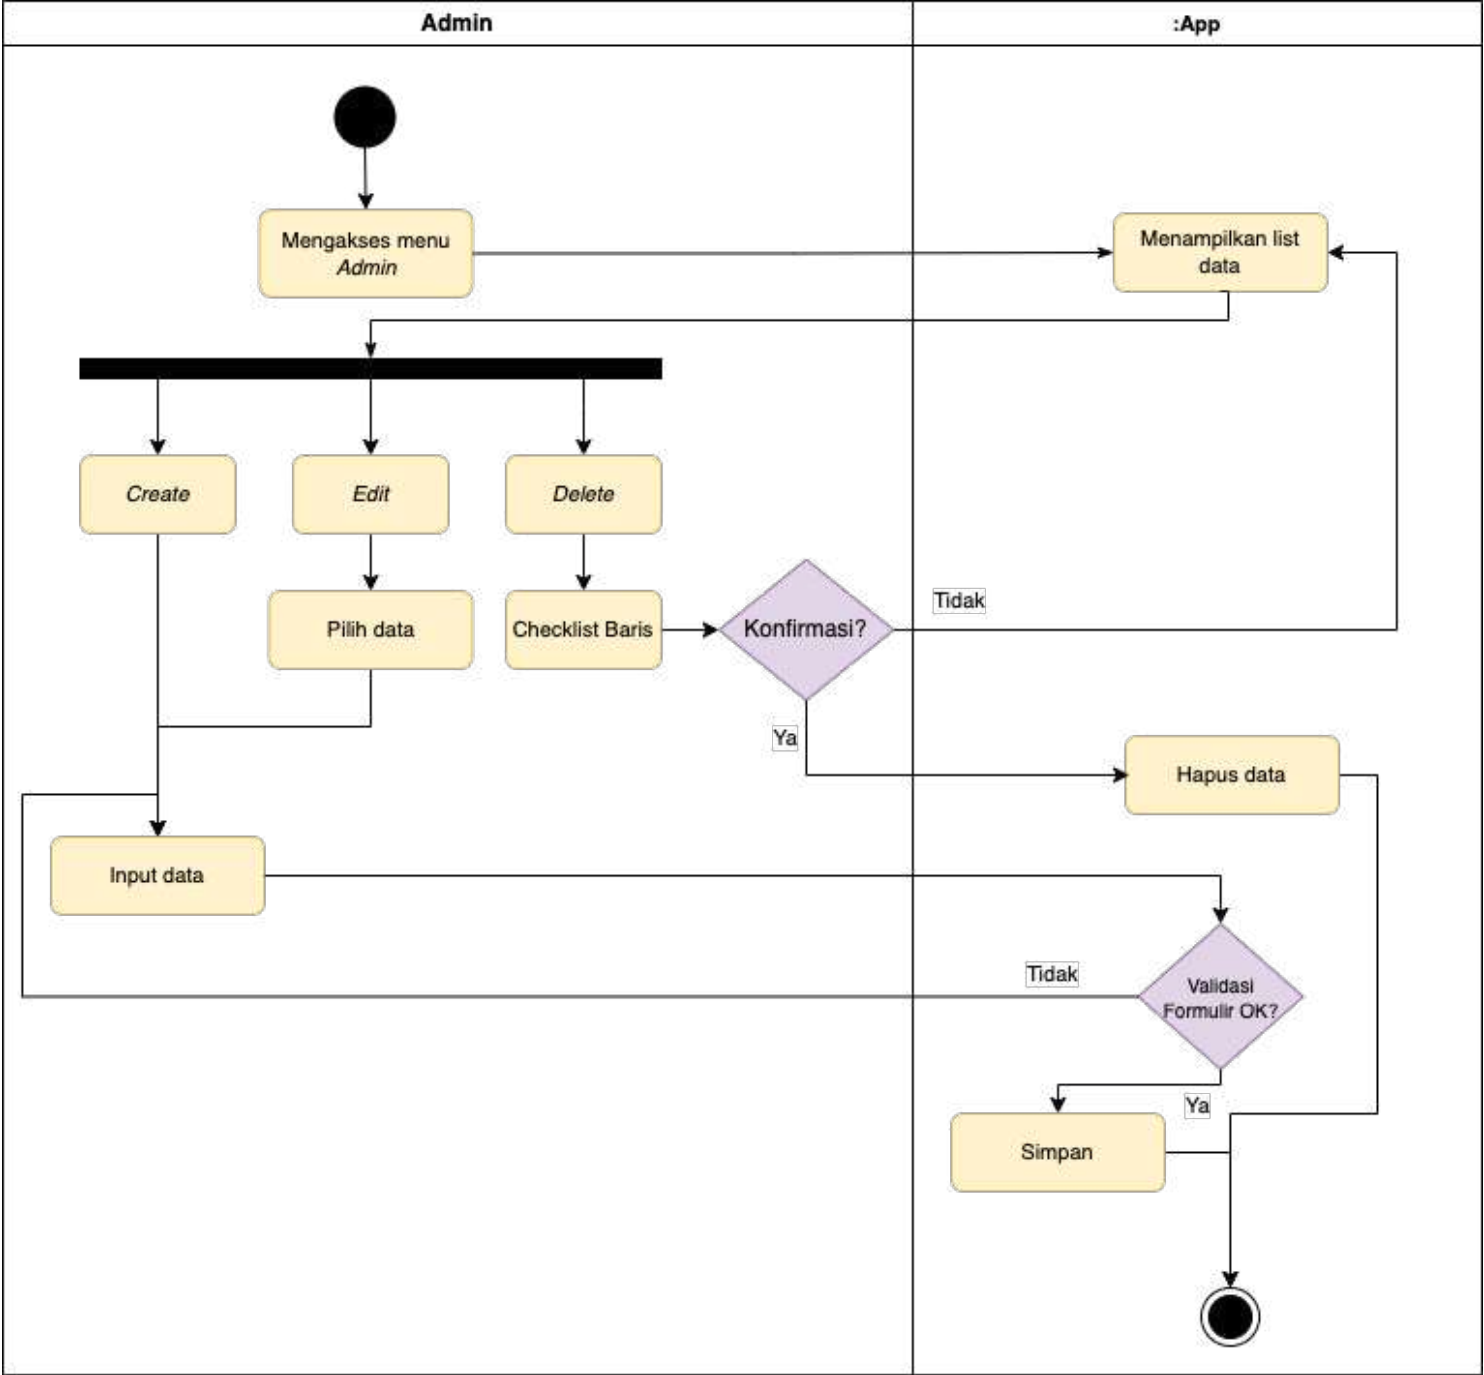 Admin
:App
Mengakses menu
Admin
Menampilkan list
data
Create
Edit
Delete
Pilih data
Checklist Baris
Konfirmasi?
Tidak
Ya
Hapus data
Input data
Tidak
Validasi
Formulir OK?
Ya
Simpan